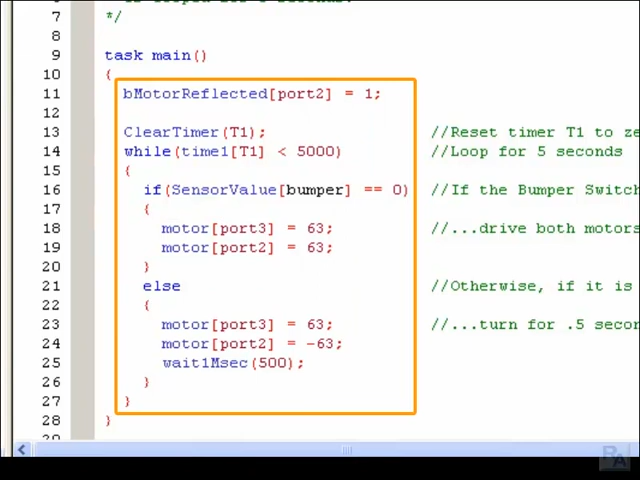 7 */
8
9 task main()
10 {
11 bMotorReflected[port2] = 1;
12
13 ClearTimer(T1); //Reset timer T1 to ze
14 while(time1[T1] < 5000) //Loop for 5 seconds
15 {
16 if(SensorValue[bumper] == 0) //If the Bumper Switch
17 {
18 motor[port3] = 63; //...drive both motors
19 motor[port2] = 63;
20 }
21 else //Otherwise, if it is
22 {
23 motor[port3] = 63; //...turn for .5 secon
24 motor[port2] = -63;
25 wait1Msec(500);
26 }
27 }
28 }